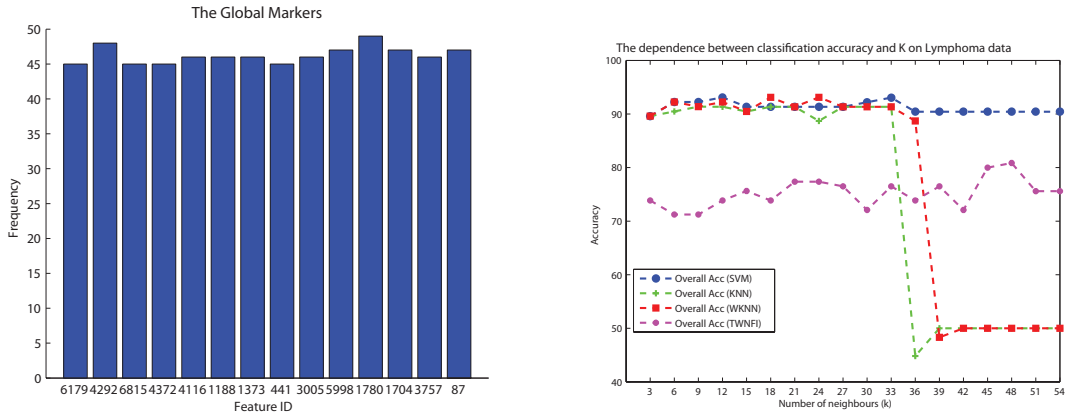 The Global Markers
50
45
40
35
30
25
20
15
10
5
0
Frequency
6179 4292 6815 4372 4116 1188 1373 441 3005 5998 1780 1704 3757 87
Feature ID
The dependence between classification accuracy and K on Lymphoma data
100
90
80
70
60
50
40
Accuracy
Overall Acc (SVM)
Overall Acc (KNN)
Overall Acc (WKNN)
Overall Acc (TWNFI)
3 6 9 12 15 18 21 24 27 30 33 36 39 42 45 48 51 54
Number of neighbours (k)